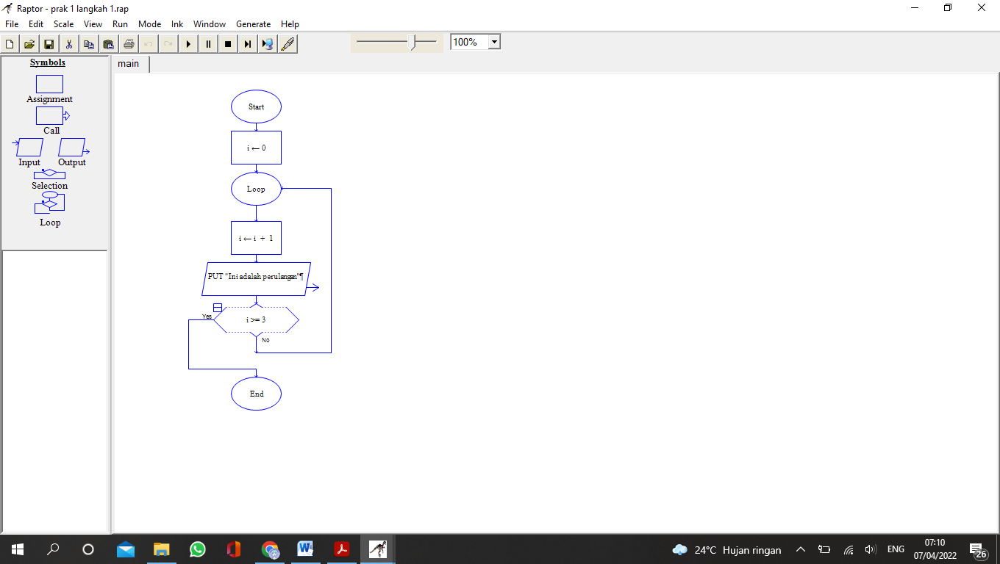 Raptor - prak 1 langkah 1.rap
File Edit Scale View Run Mode Ink Window Generate Help
100%
Symbols
Assignment
Call
Input Output
Selection
Loop
main
Start
i ← 0
Loop
i ← i + 1
PUT "Ini adalah perulangan"¶
i >= 3
Yes
No
End
24°C Hujan ringan
ENG
07:10
07/04/2022
26